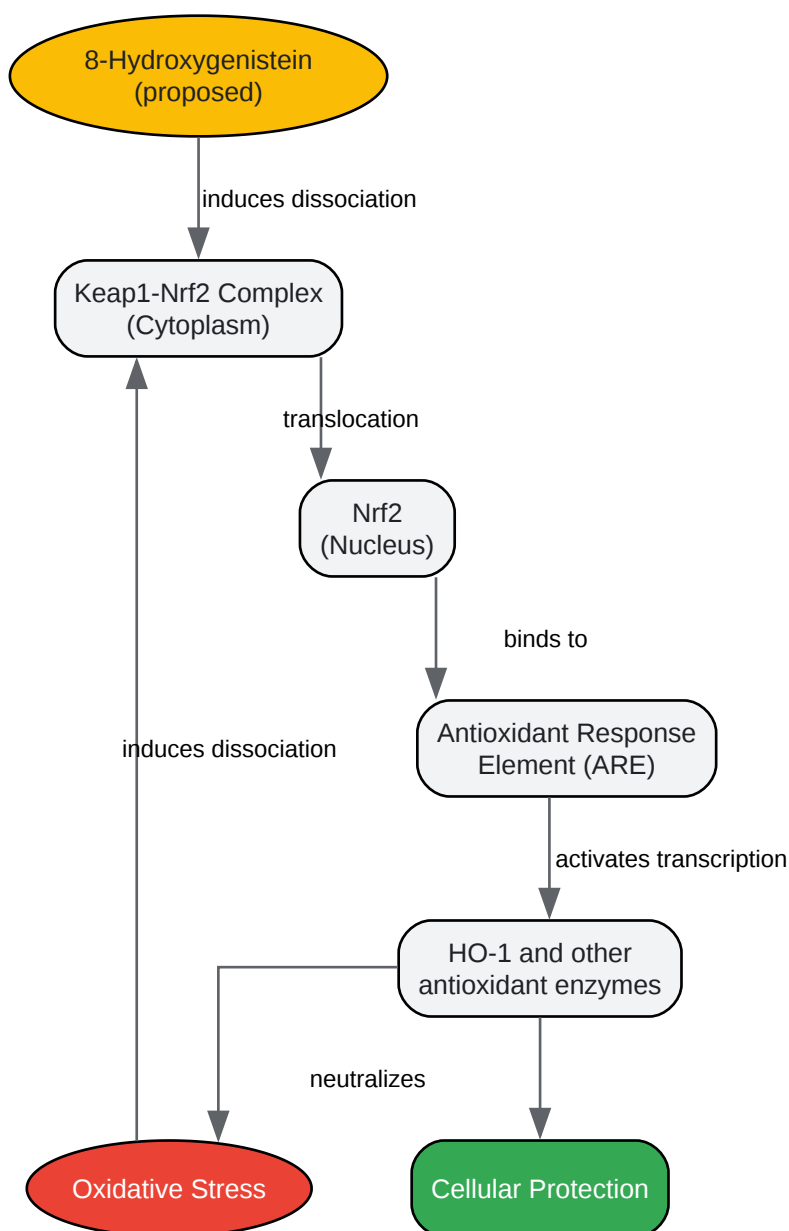 8-Hydroxygenistein
(proposed)
induces dissociation
Keap1-Nrf2 Complex
(Cytoplasm)
translocation
Nrf2
(Nucleus)
binds to
Antioxidant Response
Element (ARE)
induces dissociation
activates transcription
HO-1 and other
antioxidant enzymes
neutralizes
Oxidative Stress
Cellular Protection